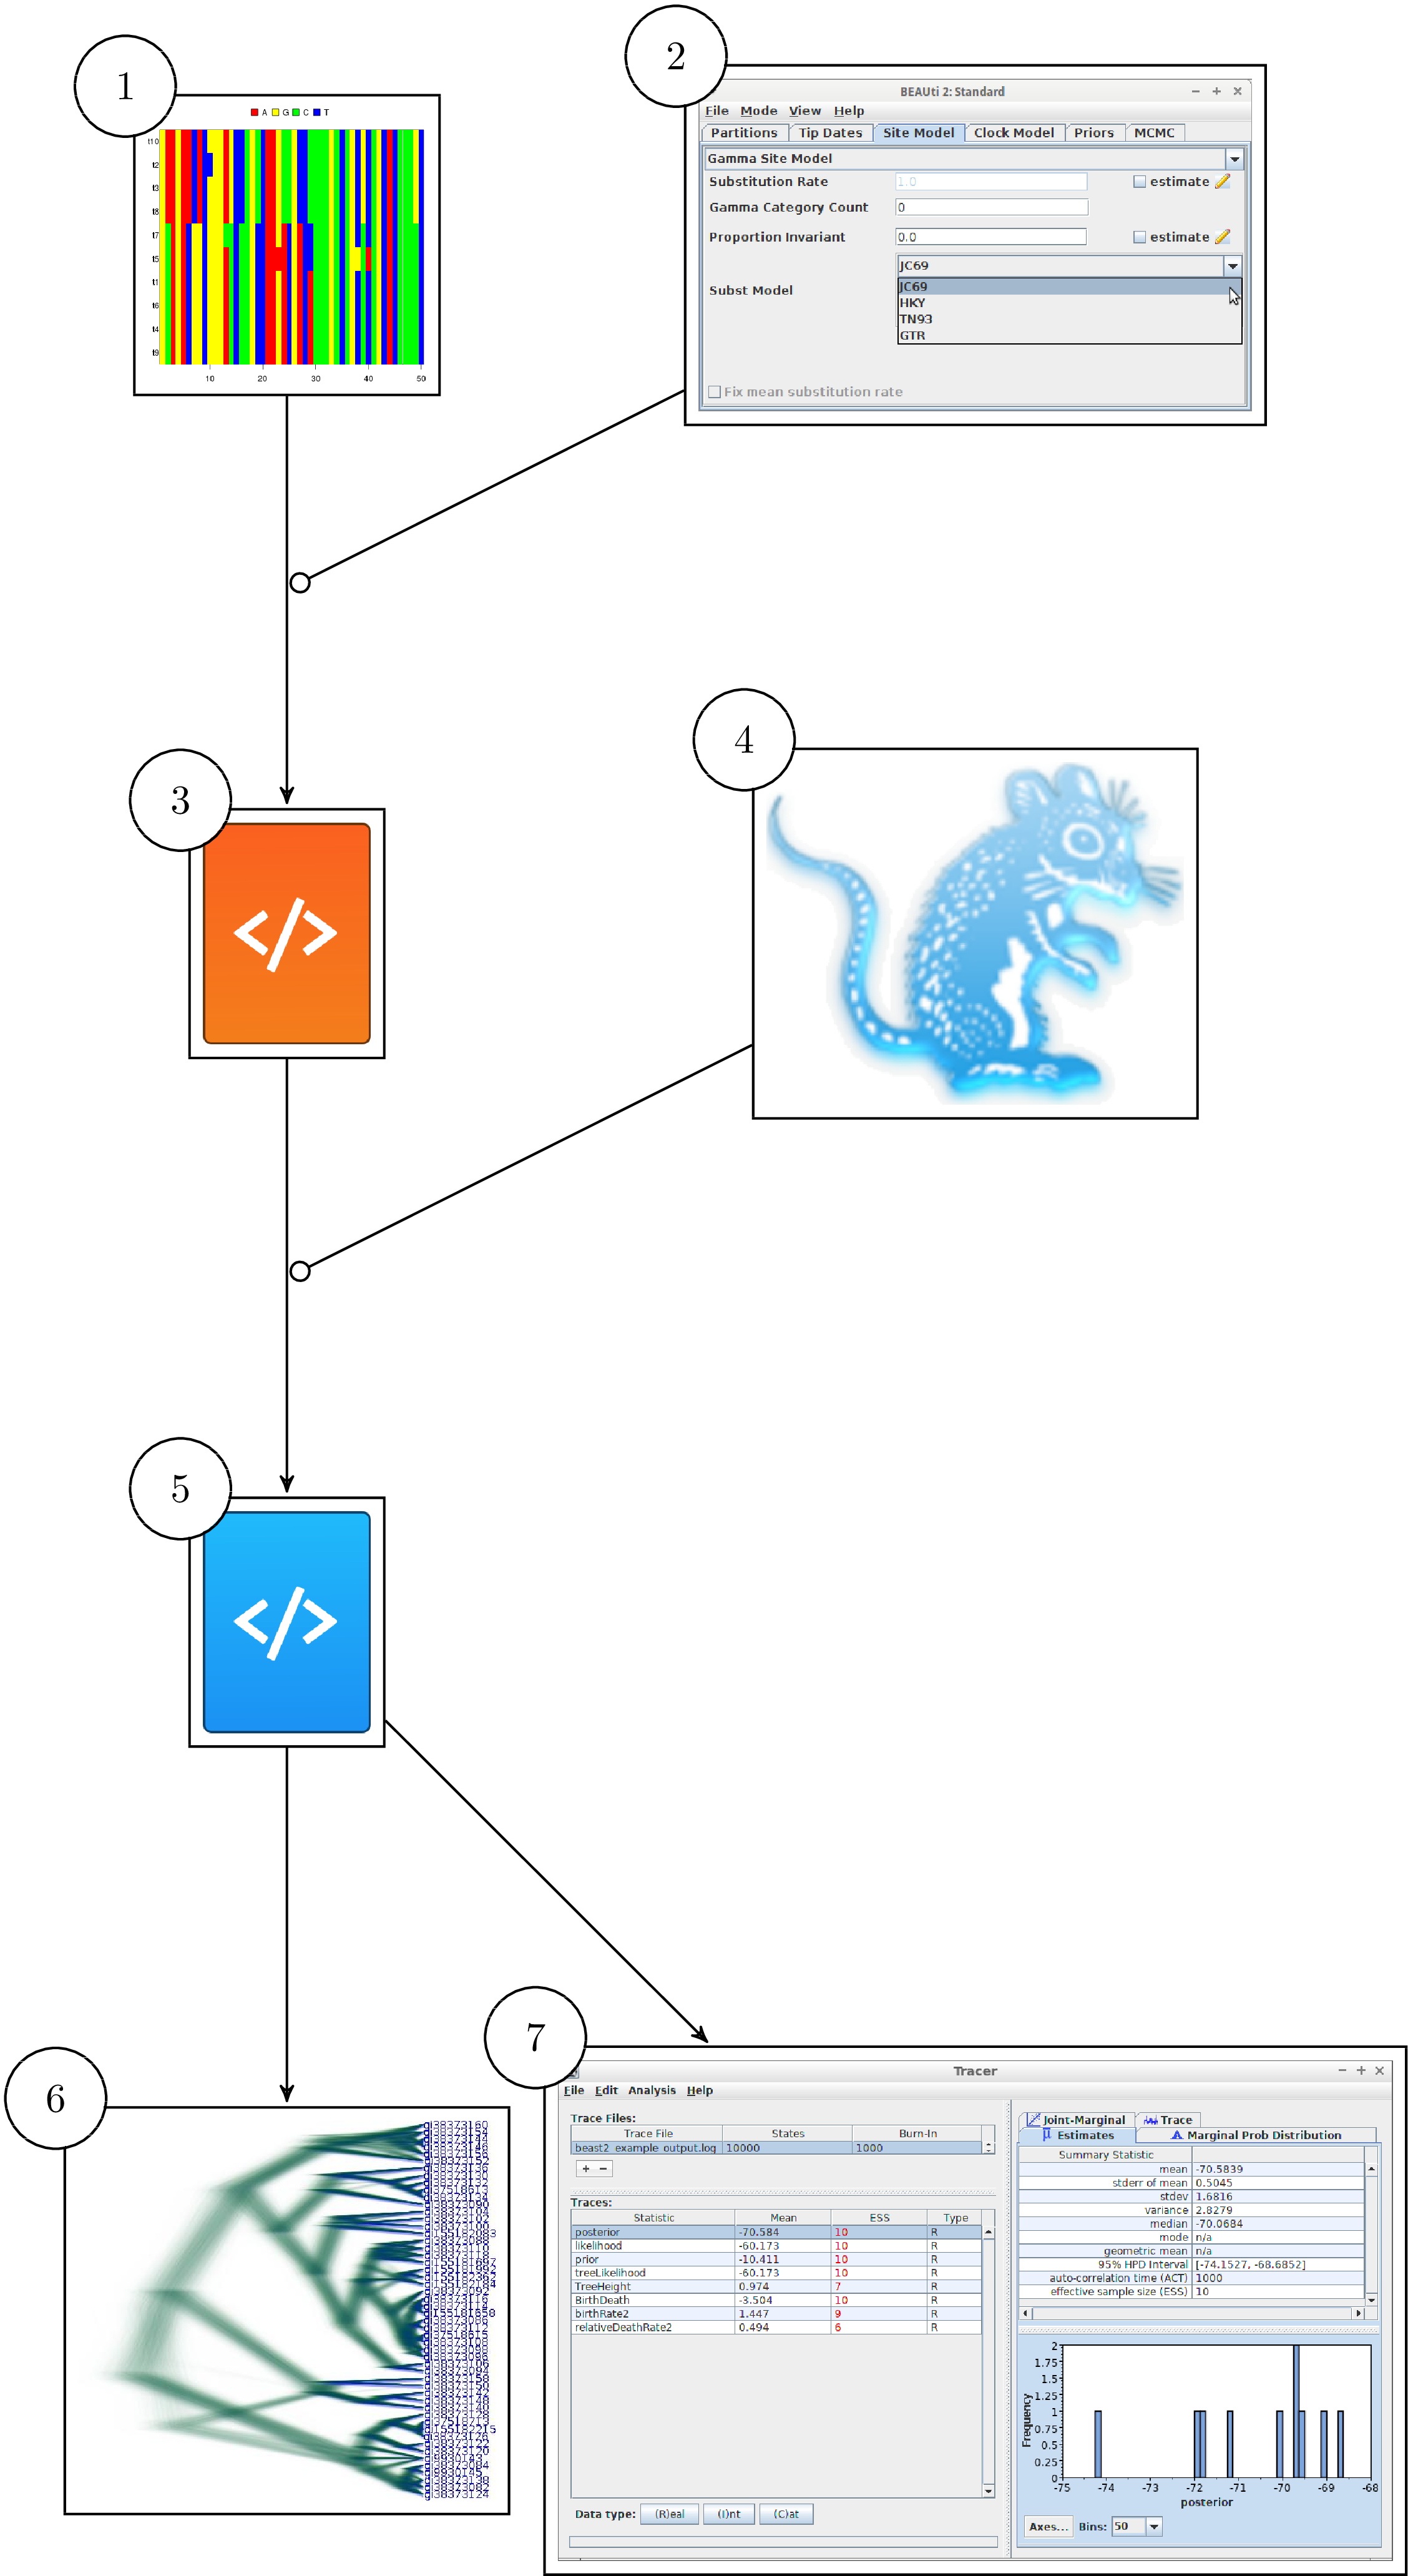 1
A G C T
t10
t2
t3
t8
t7
t5
t1
t6
t4
t9
10 20 30 40 50
2
BEAUti 2: Standard
File Mode View Help
Partitions Tip Dates Site Model Clock Model Priors MCMC
Gamma Site Model
Substitution Rate 1.0 estimate
Gamma Category Count 0
Proportion Invariant 0.0 estimate
JC69
Subst Model JC69
HKY
TN93
GTR
Fix mean substitution rate
3
</>
4
5
</>
6
gi38373160
gi38373124
7
Tracer
File Edit Analysis Help
Trace Files:
Trace File States Burn-In
beast2_example_output.log 10000 1000
+ −
Traces:
Statistic Mean ESS Type
posterior -70.584 10 R
likelihood -60.173 10 R
prior -10.411 10 R
treeLikelihood -60.173 10 R
TreeHeight 0.974 7 R
BirthDeath -3.504 10 R
birthRate2 1.447 9 R
relativeDeathRate2 0.494 6 R
Data type: (R)eal (I)nt (C)at
Joint-Marginal Trace
Estimates Marginal Prob Distribution
Summary Statistic
mean -70.5839
stderr of mean 0.5045
stdev 1.6816
variance 2.8279
median -70.0684
mode n/a
geometric mean n/a
95% HPD Interval [-74.1527, -68.6852]
auto-correlation time (ACT) 1000
effective sample size (ESS) 10
Frequency
2
1.75
1.5
1.25
1
0.75
0.5
0.25
0
-75 -74 -73 -72 -71 -70 -69 -68
posterior
Axes... Bins: 50